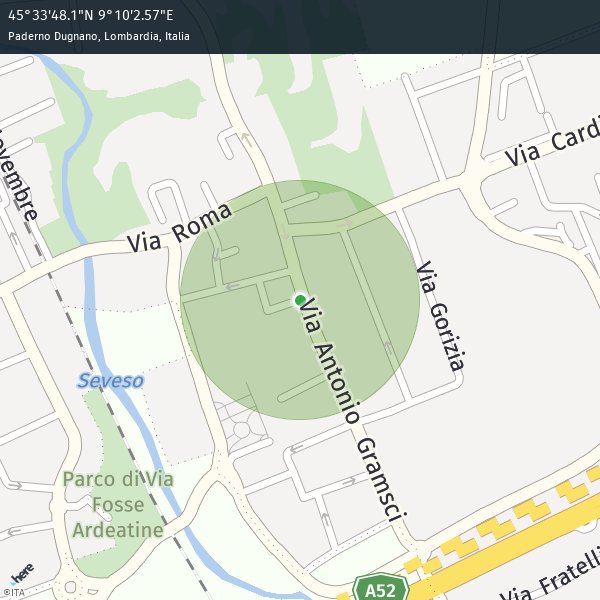 45°33'48.1"N 9°10'2.57"E
Paderno Dugnano, Lombardia, Italia
Via Cardi
Novembre
Via Roma
Via Gorizia
Via Antonio Gramsci
Seveso
Parco di Via
Fosse
Ardeatine
A52
Via Fratelli
here
©ITA